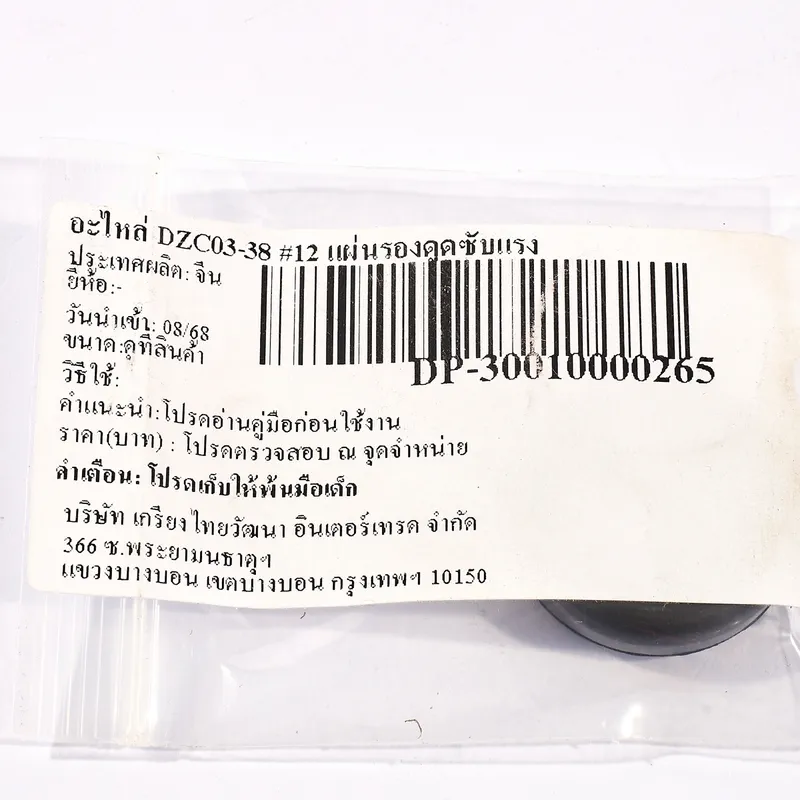 อะไหล่ DZC03-38 #12 แผ่นรองดูดซับแรง
ประเทศผลิต: จีน
ยี่ห้อ:-
วันนำเข้า: 08/68
ขนาด:ดูที่สินค้า
วิธีใช้:
DP-30010000265
คำแนะนำ:โปรดอ่านคู่มือก่อนใช้งาน
ราคา(บาท) : โปรดตรวจสอบ ณ จุดจำหน่าย
คำเตือน: โปรดเก็บให้พ้นมือเด็ก
บริษัท เกรียงไทยวัฒนา อินเตอร์เทรด จำกัด
366 ซ.พระยามนธาตุฯ
แขวงบางบอน เขตบางบอน กรุงเทพฯ 10150